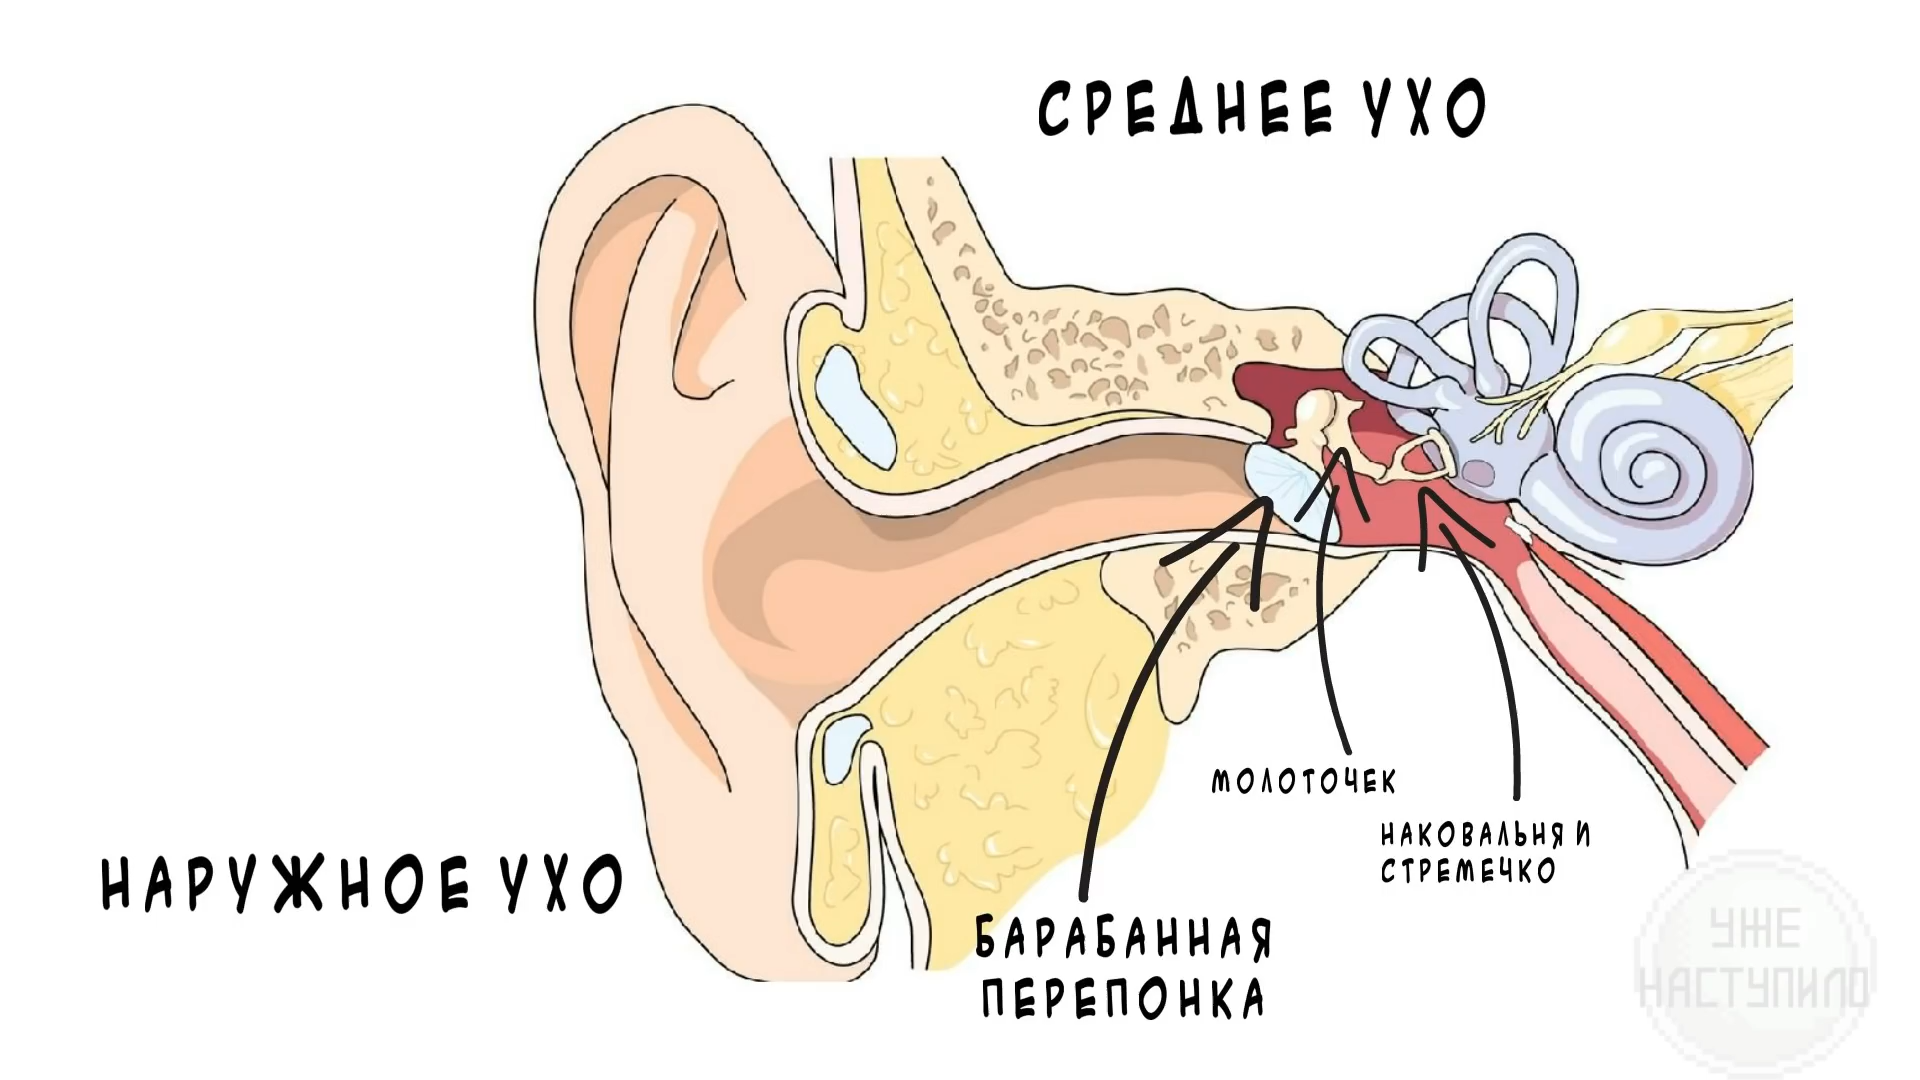 СРЕДНЕЕ УХО
НАРУЖНОЕ УХО
МОЛОТОЧЕК
НАКОВАЛЬНЯ И
СТРЕМЕЧКО
БАРАБАННАЯ
ПЕРЕПОНКА
УЖЕ
НАСТУПИЛО